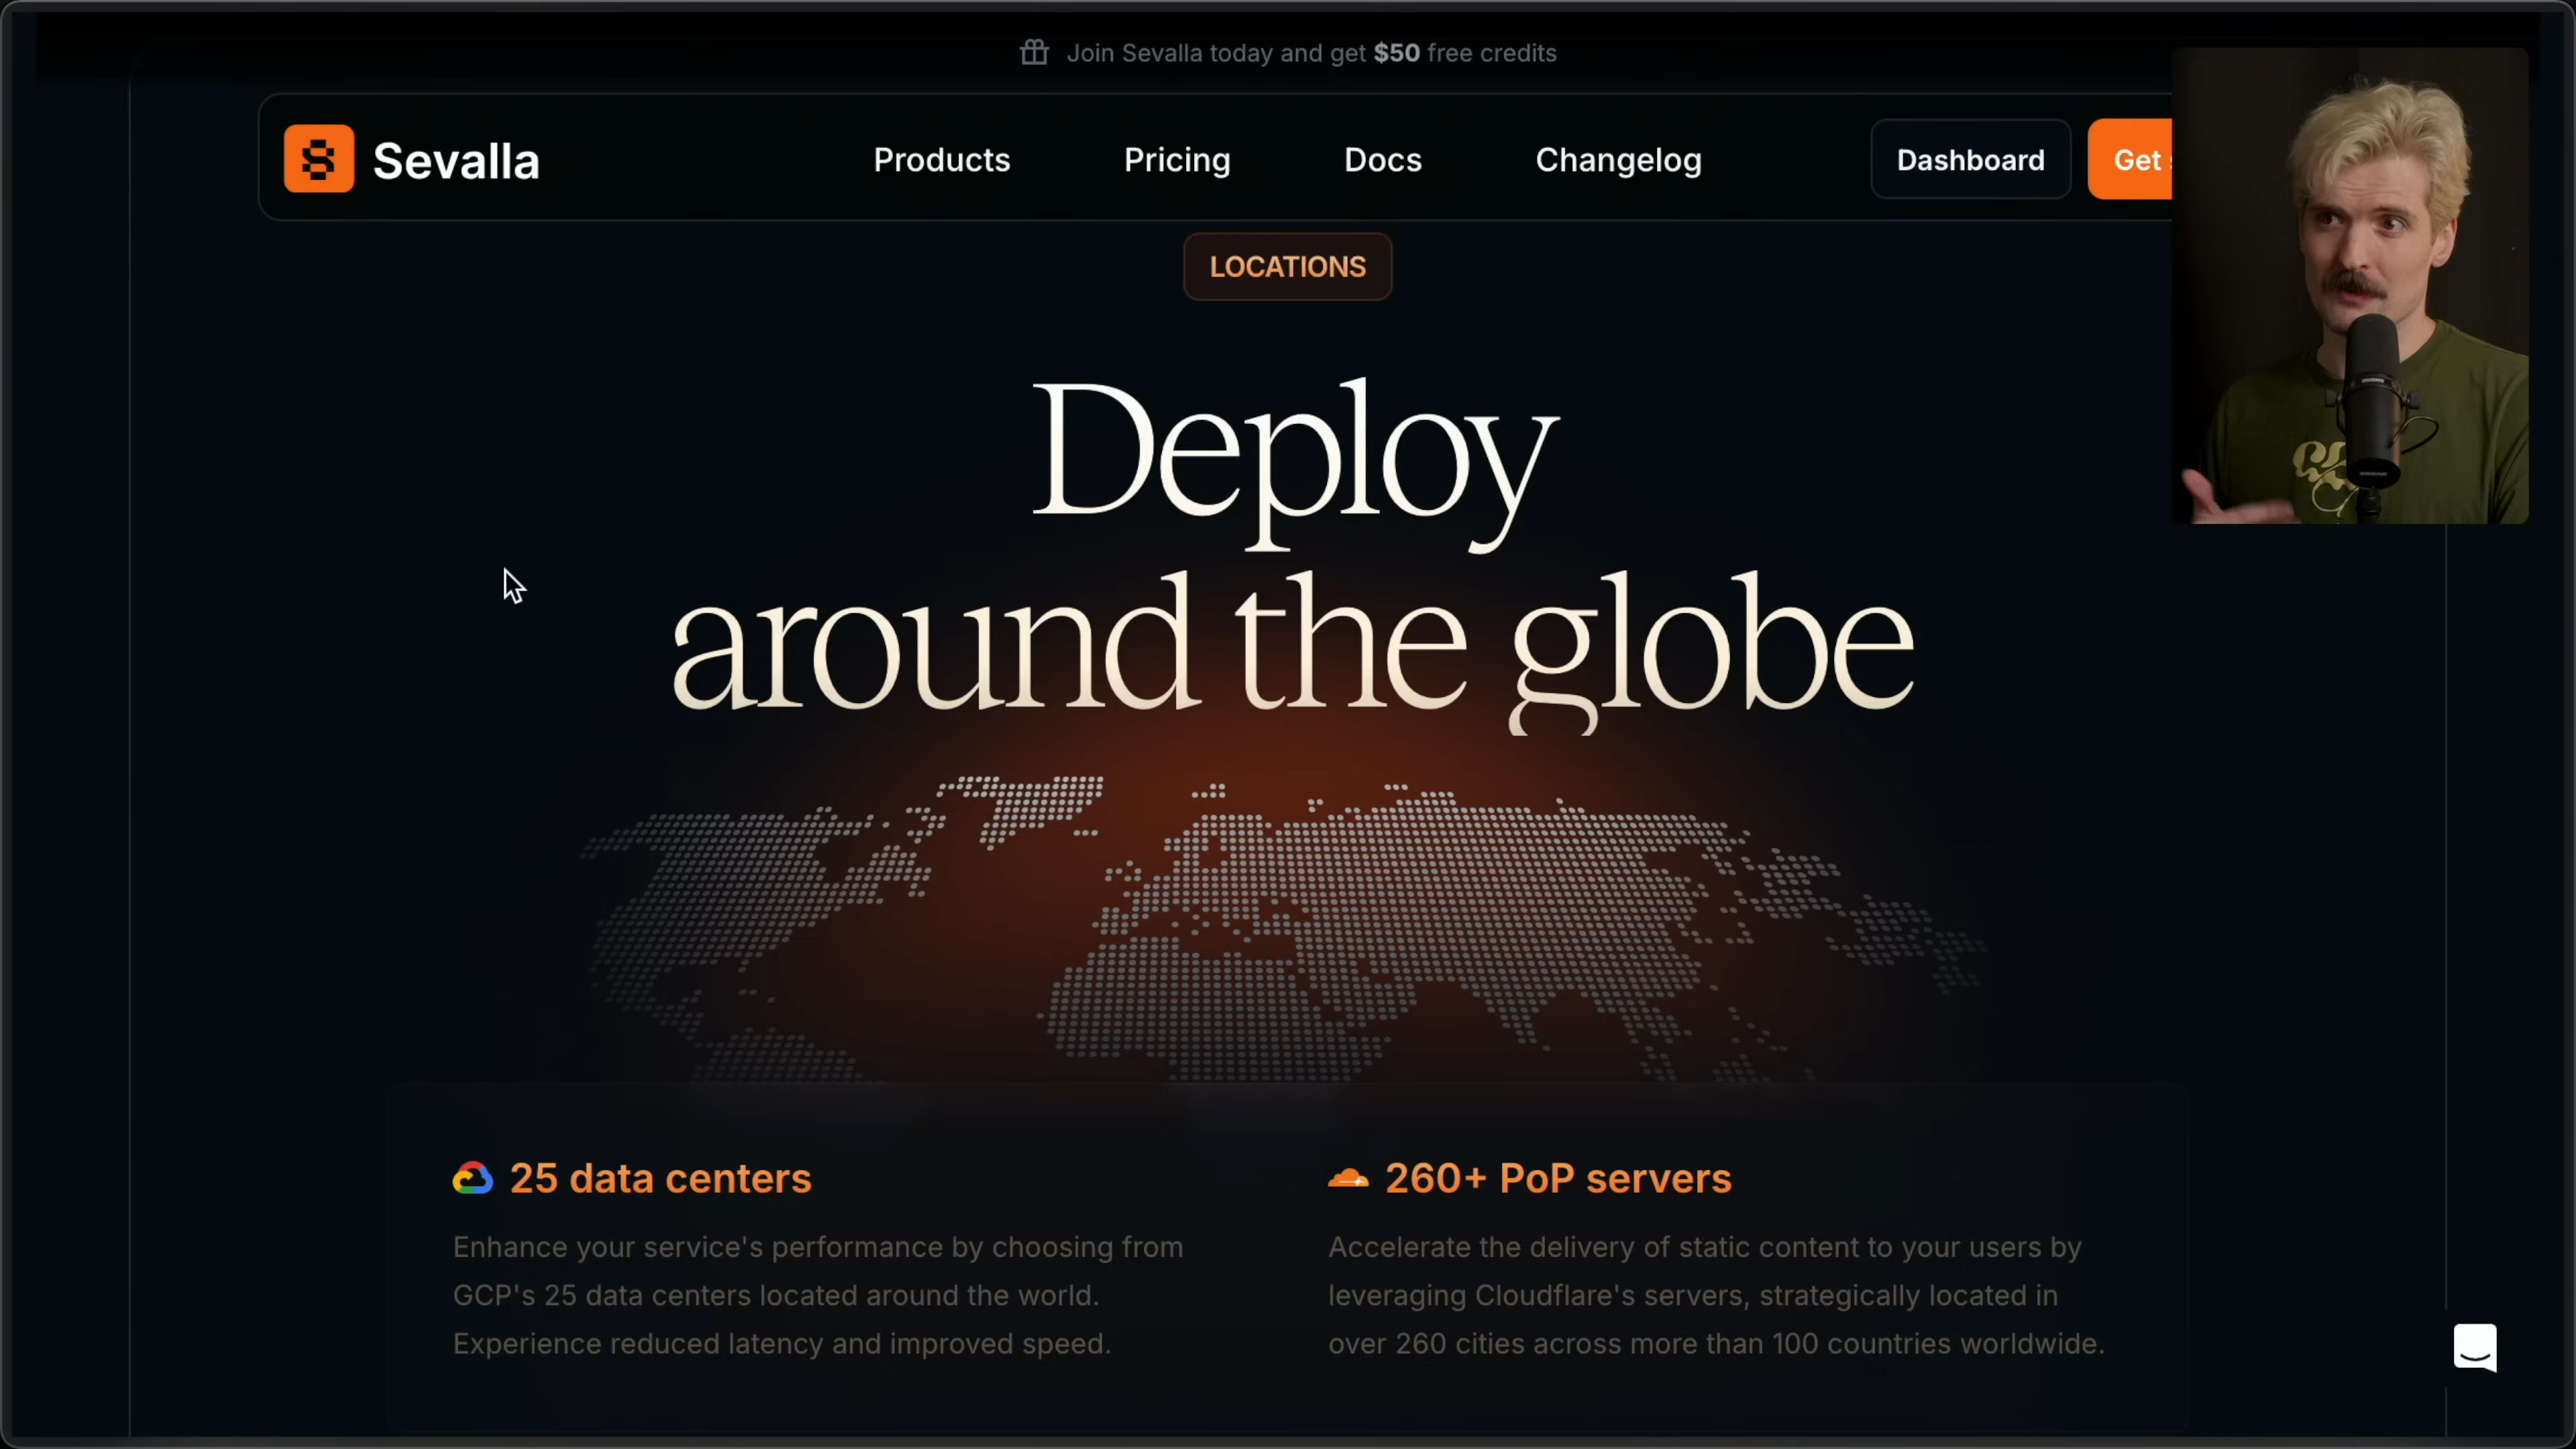 Join Sevalla today and get $50 free credits
Sevalla
Products
Pricing
Docs
Changelog
Dashboard
Get
LOCATIONS
Deploy
around the globe
25 data centers
Enhance your service's performance by choosing from
GCP's 25 data centers located around the world.
Experience reduced latency and improved speed.
260+ PoP servers
Accelerate the delivery of static content to your users by
leveraging Cloudflare's servers, strategically located in
over 260 cities across more than 100 countries worldwide.